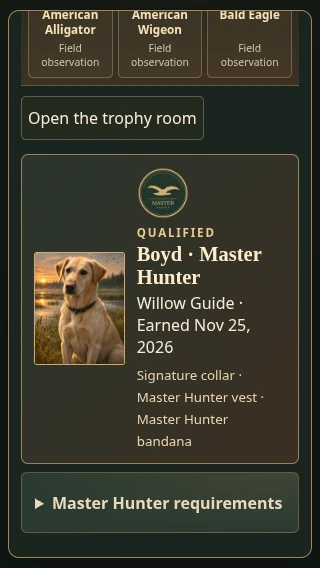 American
Alligator
Field
observation
American
Wigeon
Field
observation
Bald Eagle
Field
observation
Open the trophy room
MASTER
QUALIFIED
Boyd · Master
Hunter
Willow Guide ·
Earned Nov 25,
2026
Signature collar ·
Master Hunter vest ·
Master Hunter
bandana
▶ Master Hunter requirements